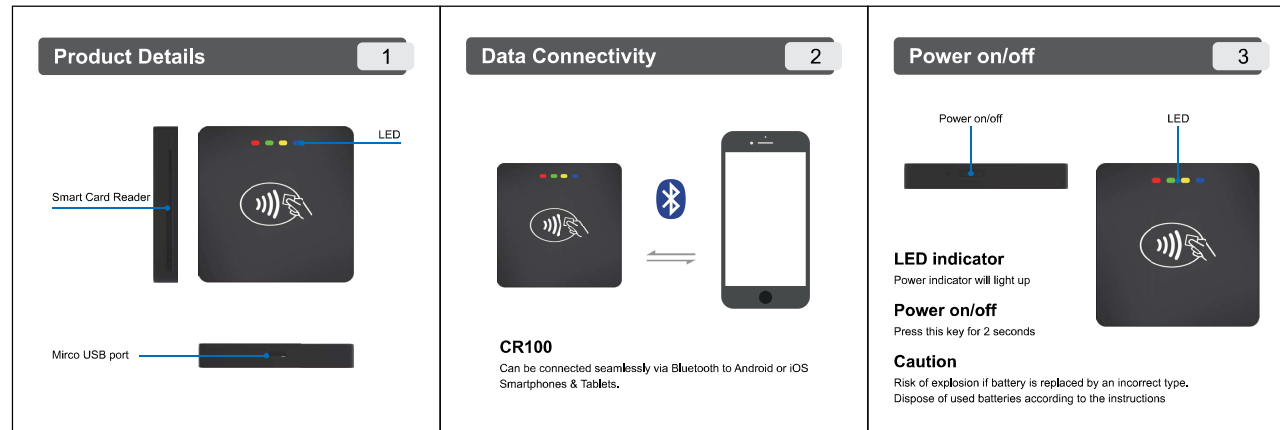 Product Details 1
LED
Smart Card Reader
Mirco USB port
Data Connectivity 2
CR100
Can be connected seamlessly via Bluetooth to Android or iOS
Smartphones & Tablets.
Power on/off 3
Power on/off
LED
LED indicator
Power indicator will light up
Power on/off
Press this key for 2 seconds
Caution
Risk of explosion if battery is replaced by an incorrect type.
Dispose of used batteries according to the instructions